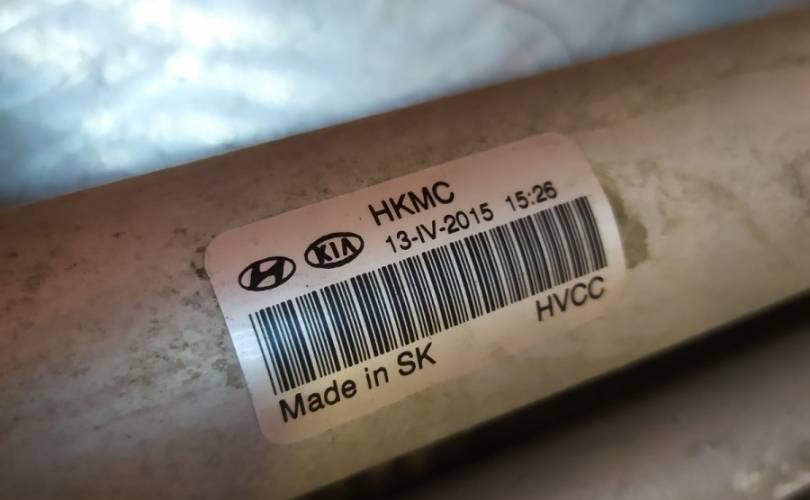 HKMC
KIA 13-IV-2015 15:26
HVCC
Made in SK